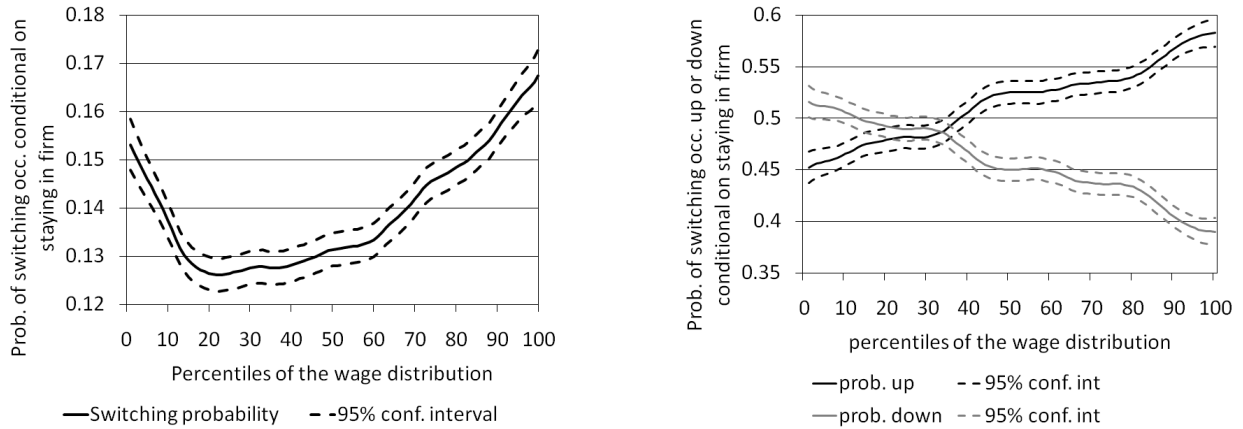 Prob. of switching occ. conditional on
staying in firm
0.18
0.17
0.16
0.15
0.14
0.13
0.12
0 10 20 30 40 50 60 70 80 90 100
Percentiles of the wage distribution
Switching probability 95% conf. interval
Prob. of switching occ. up or down
conditional on staying in firm
0.6
0.55
0.5
0.45
0.4
0.35
0 10 20 30 40 50 60 70 80 90 100
percentiles of the wage distribution
prob. up 95% conf. int
prob. down 95% conf. int